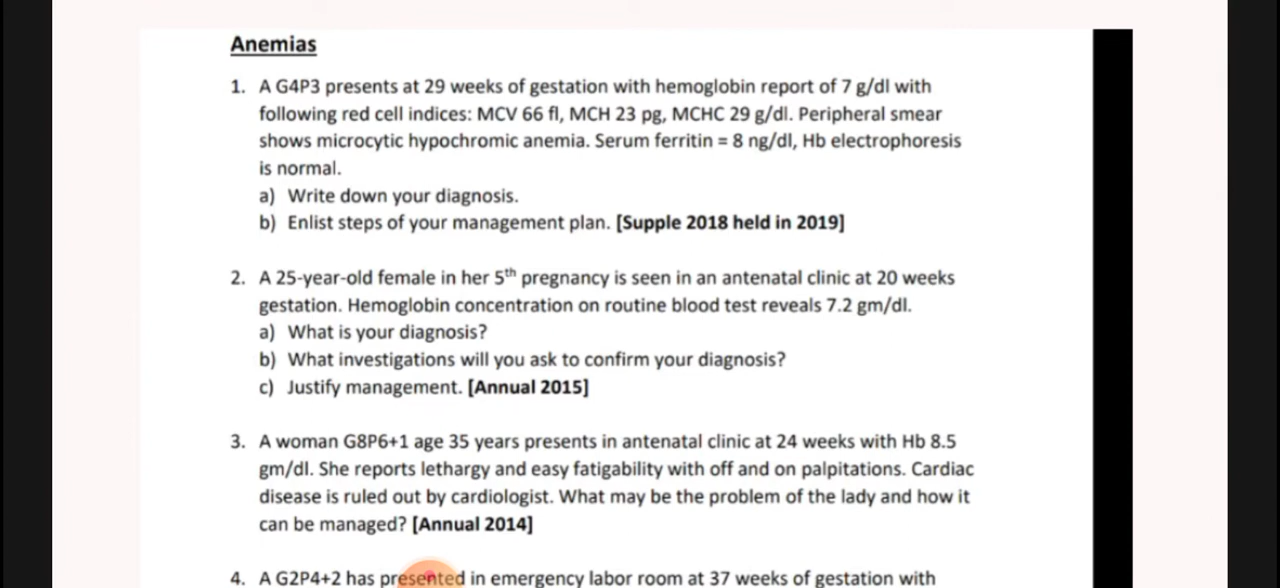 Anemias
1. A G4P3 presents at 29 weeks of gestation with hemoglobin report of 7 g/dl with
following red cell indices: MCV 66 fl, MCH 23 pg, MCHC 29 g/dl. Peripheral smear
shows microcytic hypochromic anemia. Serum ferritin = 8 ng/dl, Hb electrophoresis
is normal.
a) Write down your diagnosis.
b) Enlist steps of your management plan. [Supple 2018 held in 2019]
2. A 25-year-old female in her 5th pregnancy is seen in an antenatal clinic at 20 weeks
gestation. Hemoglobin concentration on routine blood test reveals 7.2 gm/dl.
a) What is your diagnosis?
b) What investigations will you ask to confirm your diagnosis?
c) Justify management. [Annual 2015]
3. A woman G8P6+1 age 35 years presents in antenatal clinic at 24 weeks with Hb 8.5
gm/dl. She reports lethargy and easy fatigability with off and on palpitations. Cardiac
disease is ruled out by cardiologist. What may be the problem of the lady and how it
can be managed? [Annual 2014]
4. A G2P4+2 has presented in emergency labor room at 37 weeks of gestation with